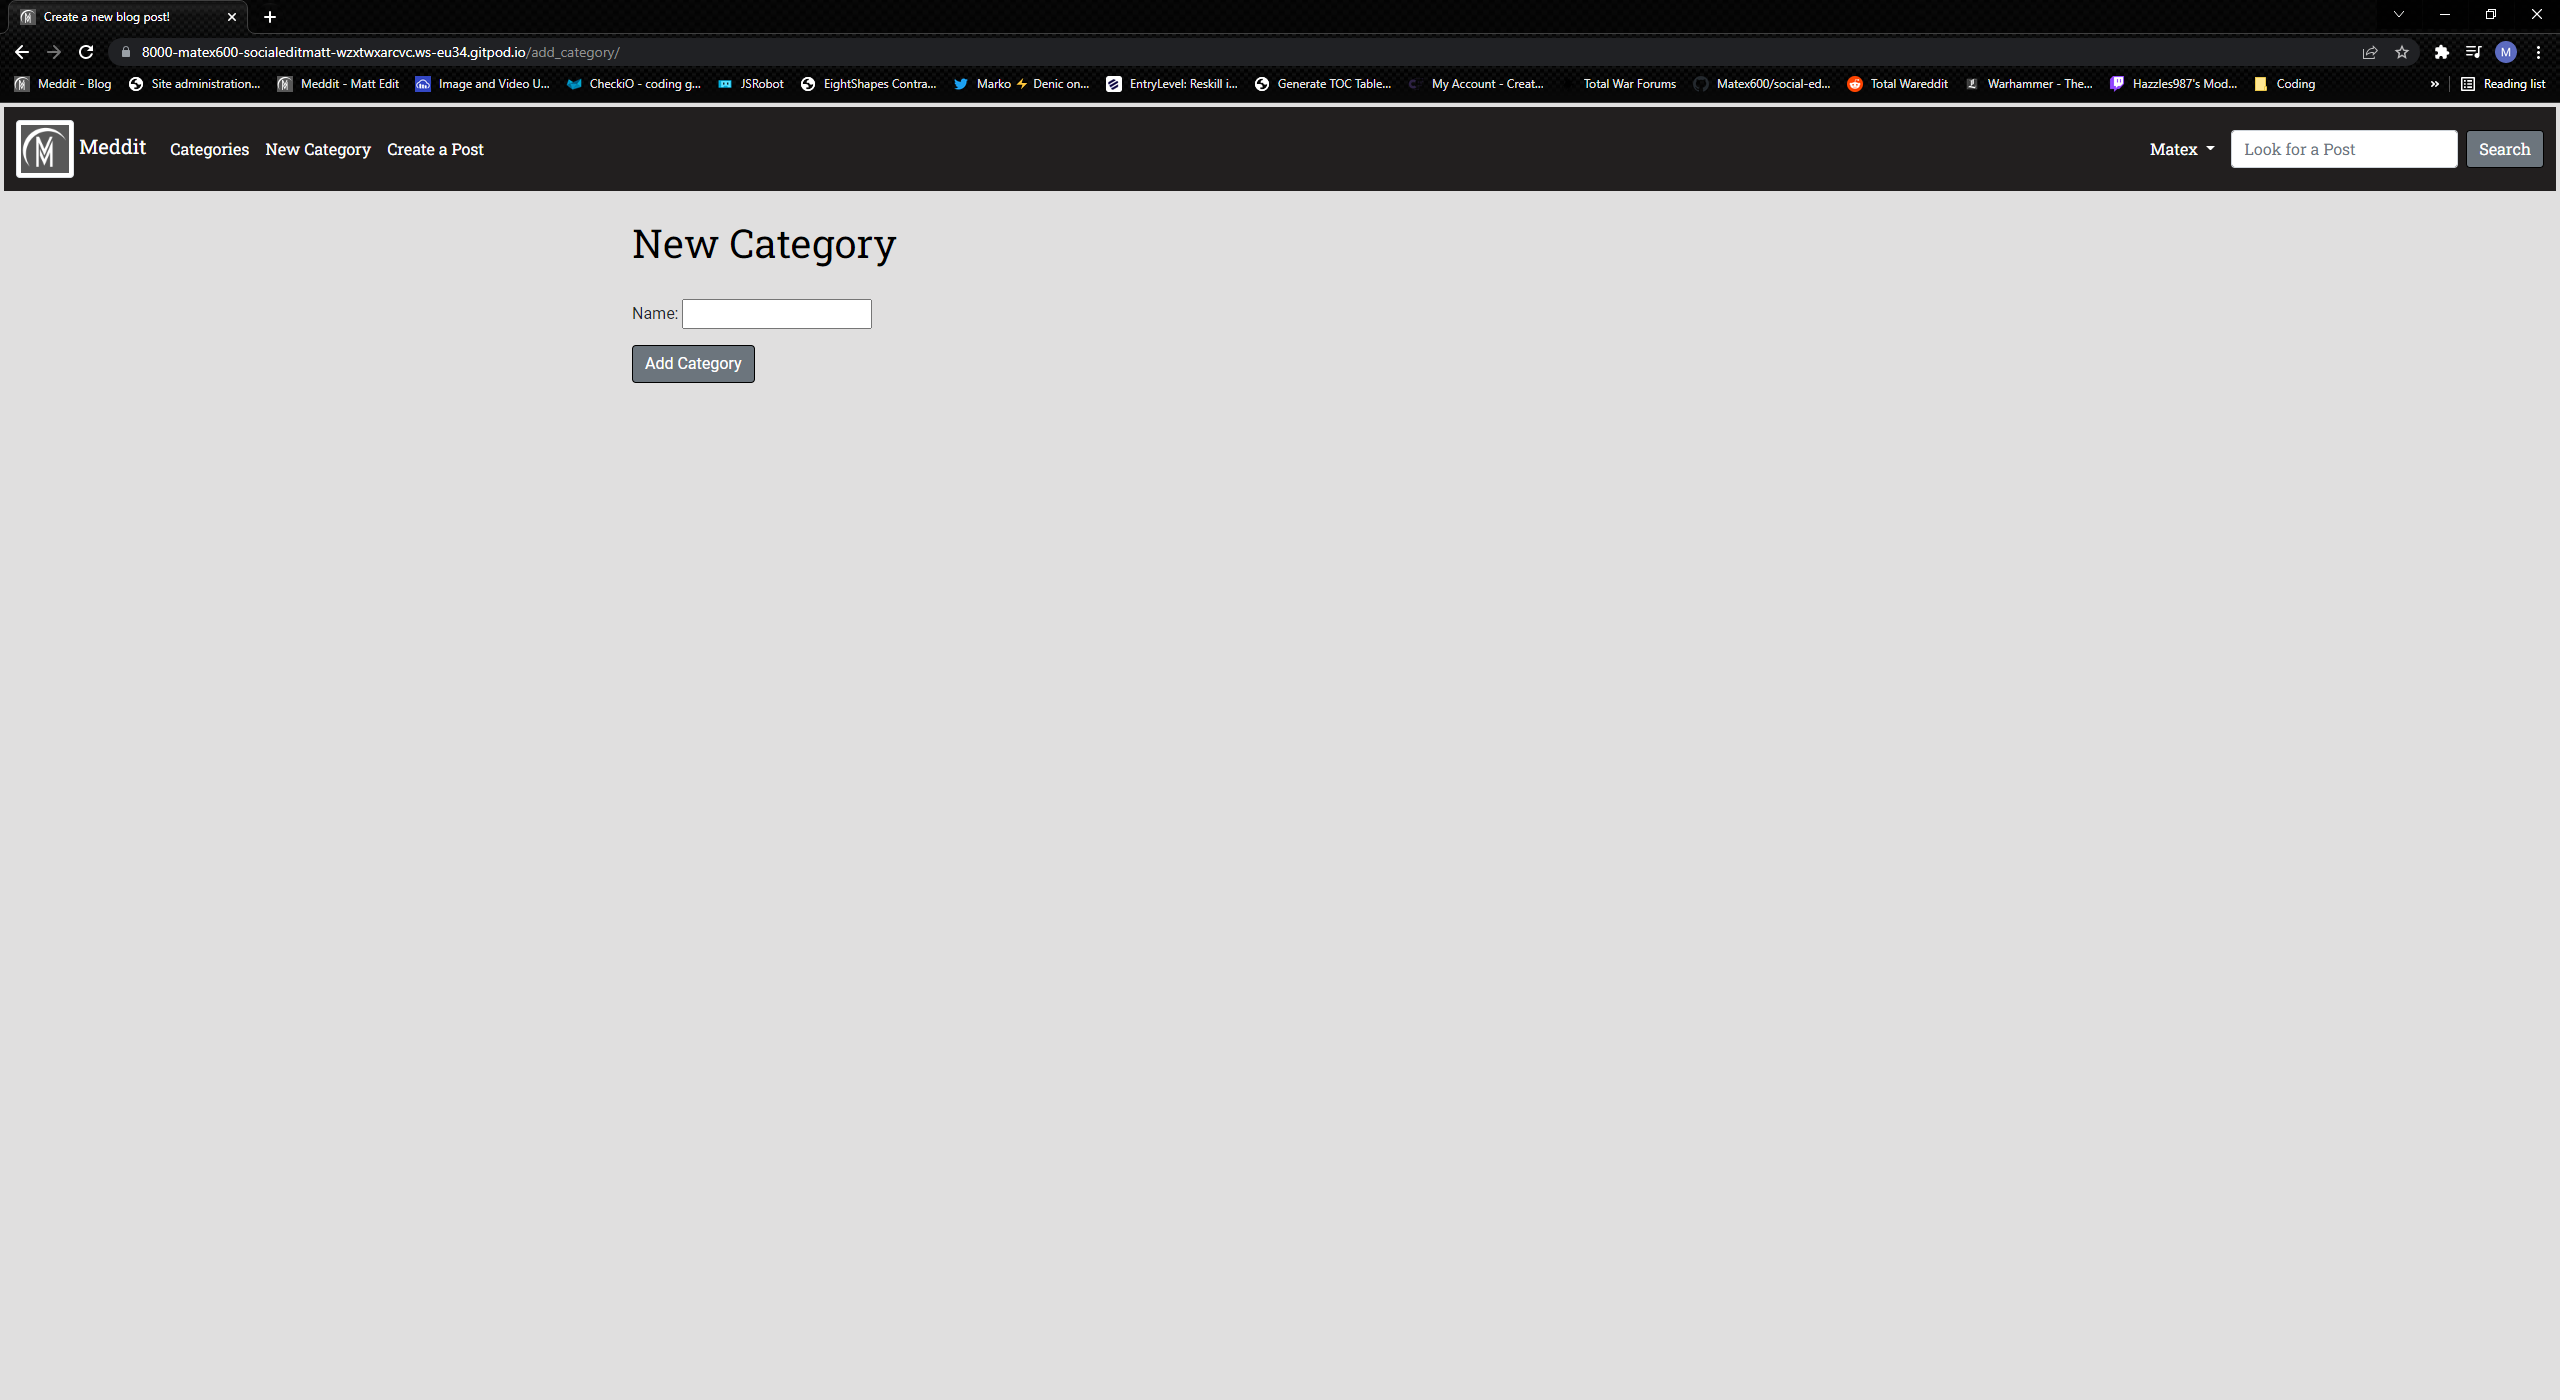 Create a new blog post!
8000-matex600-socialeditmatt-wzxtwxarcvc.ws-eu34.gitpod.io/add_category/
M
Meddit - Blog Site administration... Meddit - Matt Edit Image and Video U... CheckiO - coding g... JSRobot EightShapes Contra... Marko ⚡ Denic on... EntryLevel: Reskill i... Generate TOC Table... My Account - Creat... Total War Forums Matex600/social-ed... Total Wareddit Warhammer - The... Hazzles987's Mod... Coding » Reading list
M Meddit Categories New Category Create a Post Matex Look for a Post Search
New Category
Name:
Add Category